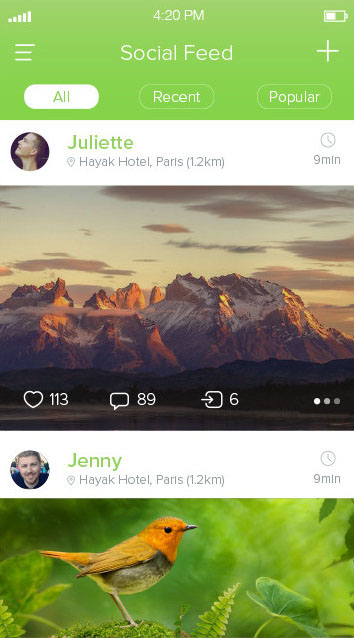 4:20 PM
Social Feed
All Recent Popular
Juliette
Hayak Hotel, Paris (1.2km) 9min
113 89 6
Jenny
Hayak Hotel, Paris (1.2km) 9min